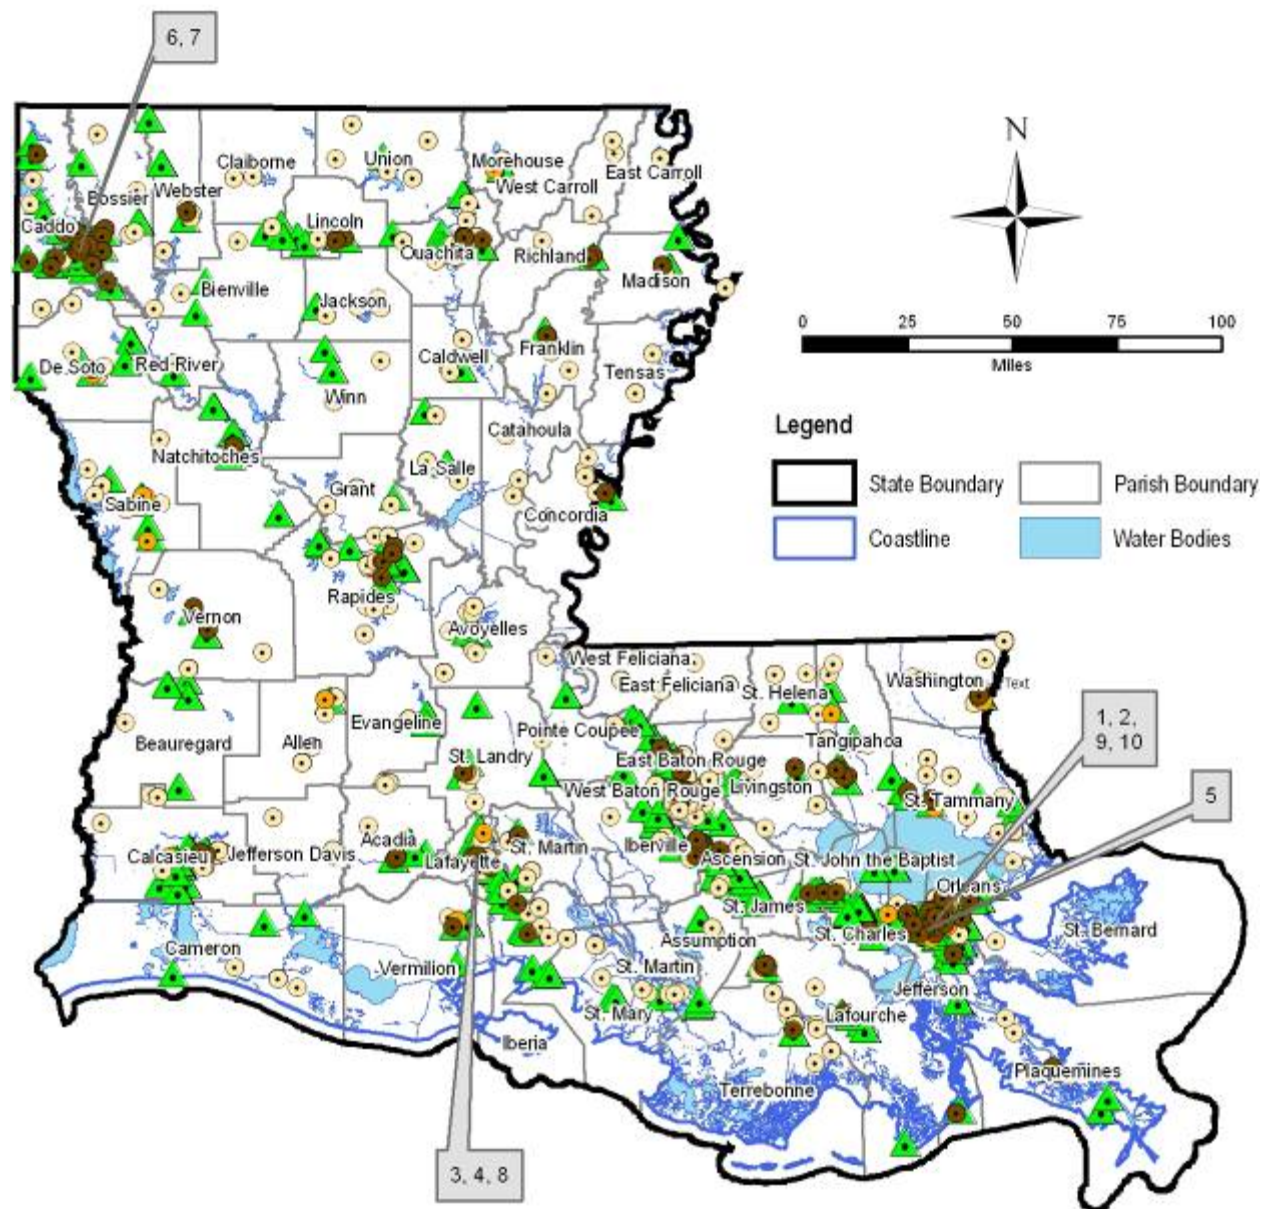 6, 7
N
Claiborne
Union
Morehouse
West Carroll
East Carroll
Bossier
Webster
Caddo
Lincoln
Ouachita
Richland
Madison
Bienville
Jackson
0 25 50 75 100
Miles
De Soto
Red River
Winn
Caldwell
Franklin
Tensas
Legend
Natchitoches
Catahoula
La Salle
State Boundary
Parish Boundary
Sabine
Grant
Concordia
Coastline
Water Bodies
Rapides
Vernon
Avoyelles
West Feliciana
East Feliciana
St. Helena
Washington
Text
1, 2,
9, 10
Beauregard
Allen
Evangeline
Pointe Coupee
Tangipahoa
St. Landry
East Baton Rouge
5
West Baton Rouge
Livingston
St. Tammany
Calcasieu
Jefferson Davis
Acadia
Lafayette
St. Martin
Iberville
Ascension
St. John the Baptist
Orleans
St. James
Cameron
Vermilion
Assumption
St. Charles
St. Bernard
St. Martin
Jefferson
St. Mary
Lafourche
Iberia
Terrebonne
Plaquemines
3, 4, 8